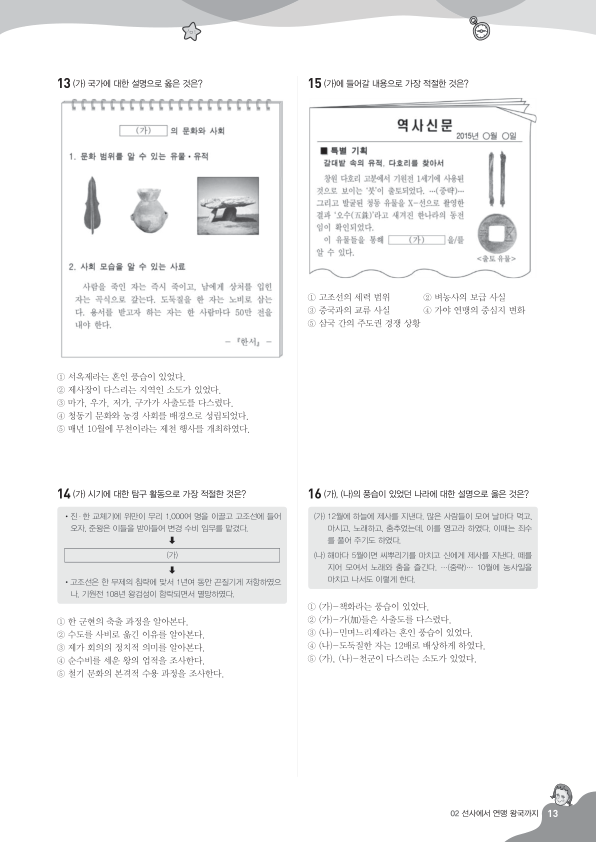 13 (가) 국가에 대한 설명으로 옳은 것은?
(가) 의 문화와 사회
1. 문화 범위를 알 수 있는 유물·유적
2. 사회 모습을 알 수 있는 사료
사람을 죽인 자는 즉시 죽이고, 남에게 상처를 입힌
자는 곡식으로 갚는다. 도둑질을 한 자는 노비로 삼는
다. 용서를 받고자 하는 자는 한 사람마다 50만 전을
내야 한다.
- 『한서』 -
① 서옥제라는 혼인 풍습이 있었다.
② 제사장이 다스리는 지역인 소도가 있었다.
③ 마가, 우가, 저가, 구가가 사출도를 다스렸다.
④ 청동기 문화와 농경 사회를 배경으로 성립되었다.
⑤ 매년 10월에 무천이라는 제천 행사를 개최하였다.
14 (가) 시기에 대한 탐구 활동으로 가장 적절한 것은?
• 진·한 교체기에 위만이 무리 1,000여 명을 이끌고 고조선에 들어
오자, 준왕은 이들을 받아들여 변경 수비 임무를 맡겼다.
(가)
• 고조선은 한 무제의 침략에 맞서 1년여 동안 끈질기게 저항하였으
나, 기원전 108년 왕검성이 함락되면서 멸망하였다.
① 한 군현의 축출 과정을 알아본다.
② 수도를 사비로 옮긴 이유를 알아본다.
③ 제가 회의의 정치적 의미를 알아본다.
④ 순수비를 세운 왕의 업적을 조사한다.
⑤ 철기 문화의 본격적 수용 과정을 조사한다.
15 (가)에 들어갈 내용으로 가장 적절한 것은?
역사신문
2015년 ○월 ○일
■ 특별 기획
갈대밭 속의 유적, 다호리를 찾아서
창원 다호리 고분에서 기원전 1세기에 사용된
것으로 보이는 '붓'이 출토되었다. …(중략)…
그리고 발굴된 청동 유물을 X-선으로 촬영한
결과 '오수(五銖)'라고 새겨진 한나라의 동전
임이 확인되었다.
이 유물들을 통해 (가) 을/를
알 수 있다.
<출토 유물>
① 고조선의 세력 범위 ② 벼농사의 보급 사실
③ 중국과의 교류 사실 ④ 가야 연맹의 중심지 변화
⑤ 삼국 간의 주도권 경쟁 상황
16 (가), (나)의 풍습이 있었던 나라에 대한 설명으로 옳은 것은?
(가) 12월에 하늘에 제사를 지낸다. 많은 사람들이 모여 날마다 먹고,
마시고, 노래하고, 춤추었는데, 이를 영고라 하였다. 이때는 죄수
를 풀어 주기도 하였다.
(나) 해마다 5월이면 씨뿌리기를 마치고 신에게 제사를 지낸다. 떼를
지어 모여서 노래와 춤을 즐긴다. …(중략)… 10월에 농사일을
마치고 나서도 이렇게 한다.
① (가)-책화라는 풍습이 있었다.
② (가)-가(加)들은 사출도를 다스렸다.
③ (나)-민며느리제라는 혼인 풍습이 있었다.
④ (나)-도둑질한 자는 12배로 배상하게 하였다.
⑤ (가), (나)-천군이 다스리는 소도가 있었다.
02 선사에서 연맹 왕국까지 13